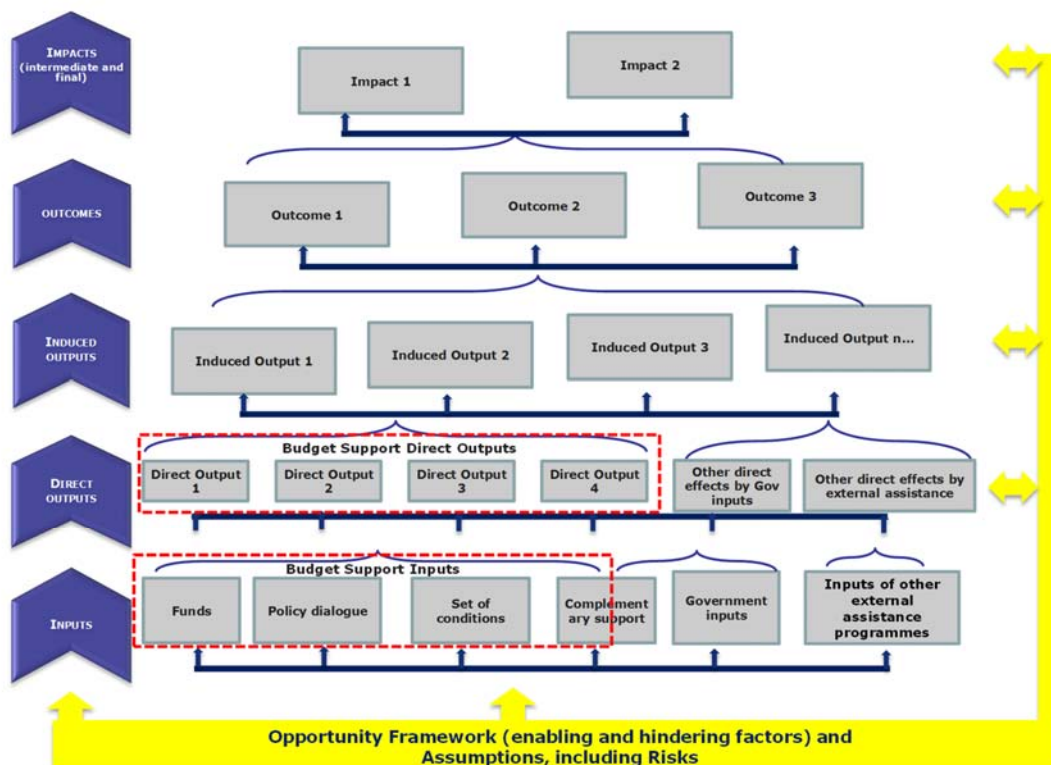 IMPACTS
(intermediate and
final)
Impact 1
Impact 2
OUTCOMES
Outcome 1
Outcome 2
Outcome 3
INDUCED
OUTPUTS
Induced Output 1
Induced Output 2
Induced Output 3
Induced Output n...
DIRECT
OUTPUTS
Budget Support Direct Outputs
Direct Output
1
Direct Output
2
Direct Output
3
Direct Output
4
Other direct
effects by Gov
inputs
Other direct effects by
external assistance
INPUTS
Budget Support Inputs
Funds
Policy dialogue
Set of
conditions
Complement
ary support
Government
inputs
Inputs of other
external
assistance
programmes
Opportunity Framework (enabling and hindering factors) and
Assumptions, including Risks